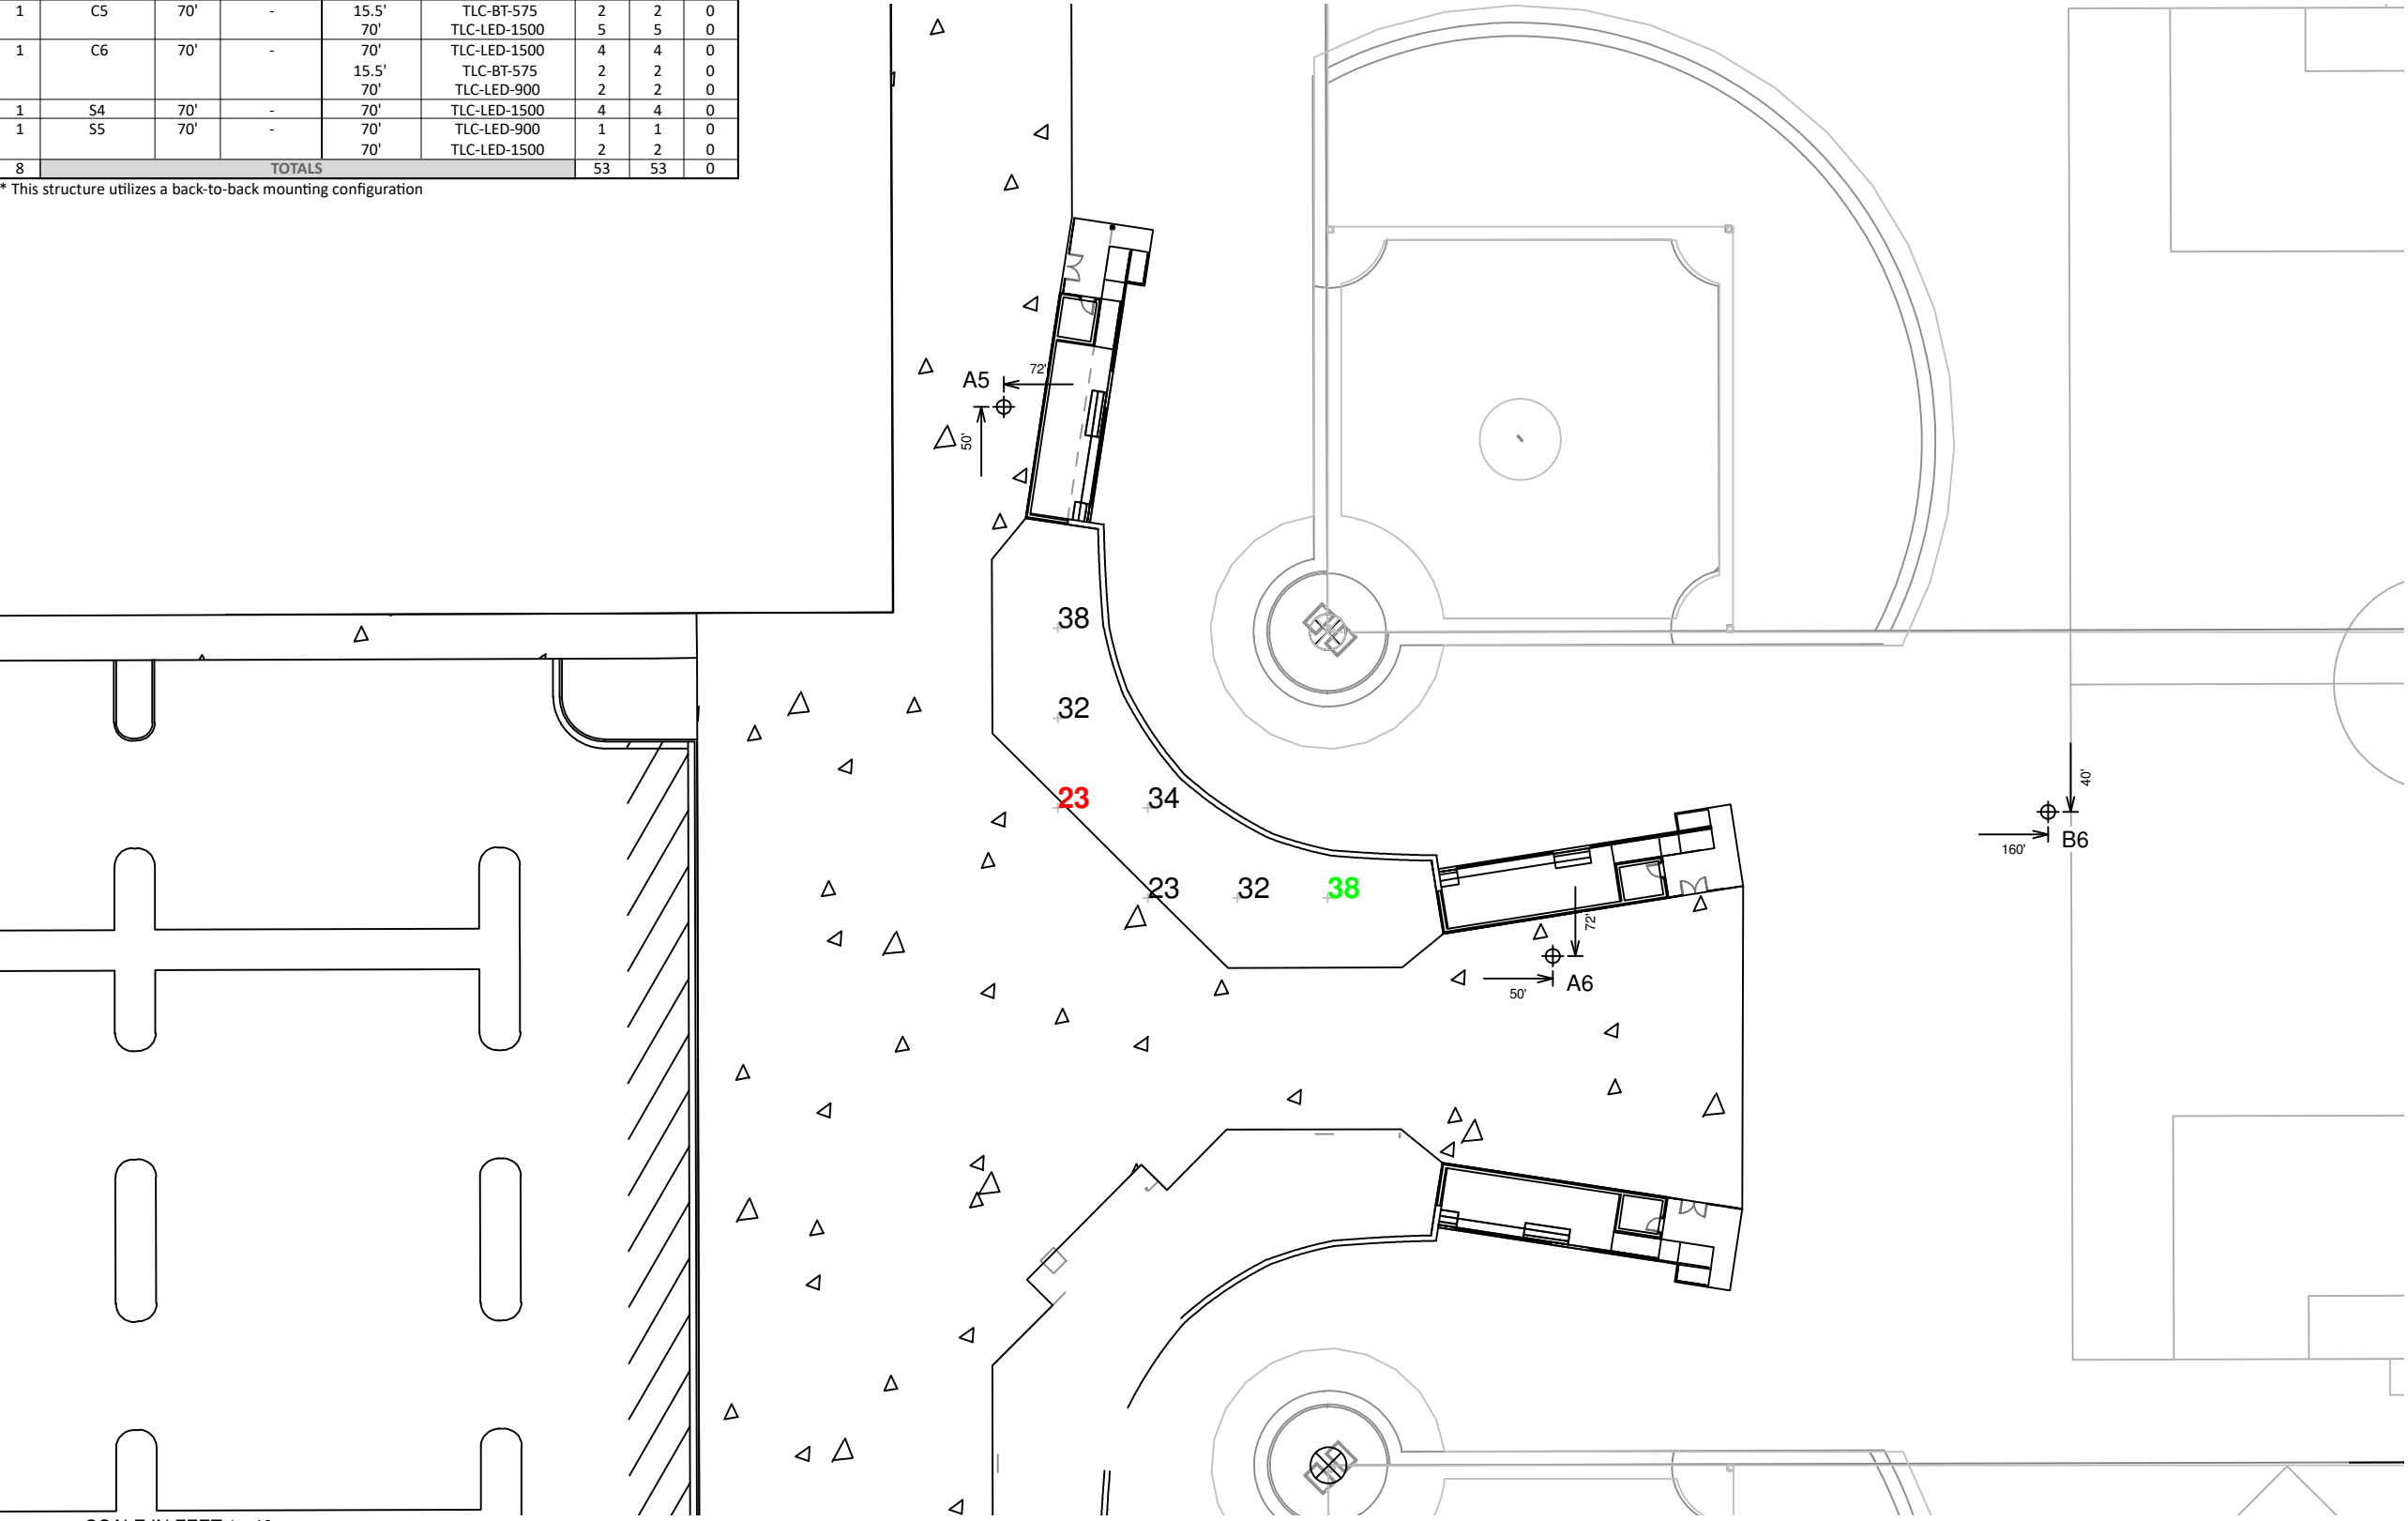 1 C5 70' - 15.5' TLC-BT-575 2 2 0
70' TLC-LED-1500 5 5 0
1 C6 70' - 70' TLC-LED-1500 4 4 0
15.5' TLC-BT-575 2 2 0
70' TLC-LED-900 2 2 0
1 S4 70' - 70' TLC-LED-1500 4 4 0
1 S5 70' - 70' TLC-LED-900 1 1 0
70' TLC-LED-1500 2 2 0
8 TOTALS 53 53 0
* This structure utilizes a back-to-back mounting configuration
A5 72'
50'
38
32
23 34
23 32 38
72'
50' A6
40'
160' B6